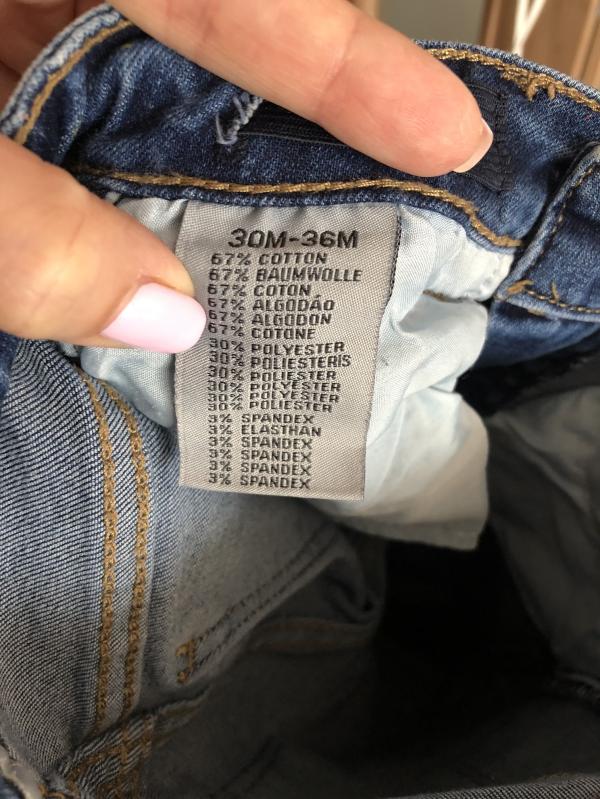 30M-36M
67% COTTON
67% BAUMWOLLE
67% COTON
67% ALGODÃO
67% ALGODON
67% COTONE
30% POLYESTER
30% POLIESTERIS
30% POLIESTER
30% POLYESTER
30% POLYESTER
30% POLIESTER
3% SPANDEX
3% ELASTHAN
3% SPANDEX
3% SPANDEX
3% SPANDEX
3% SPANDEX